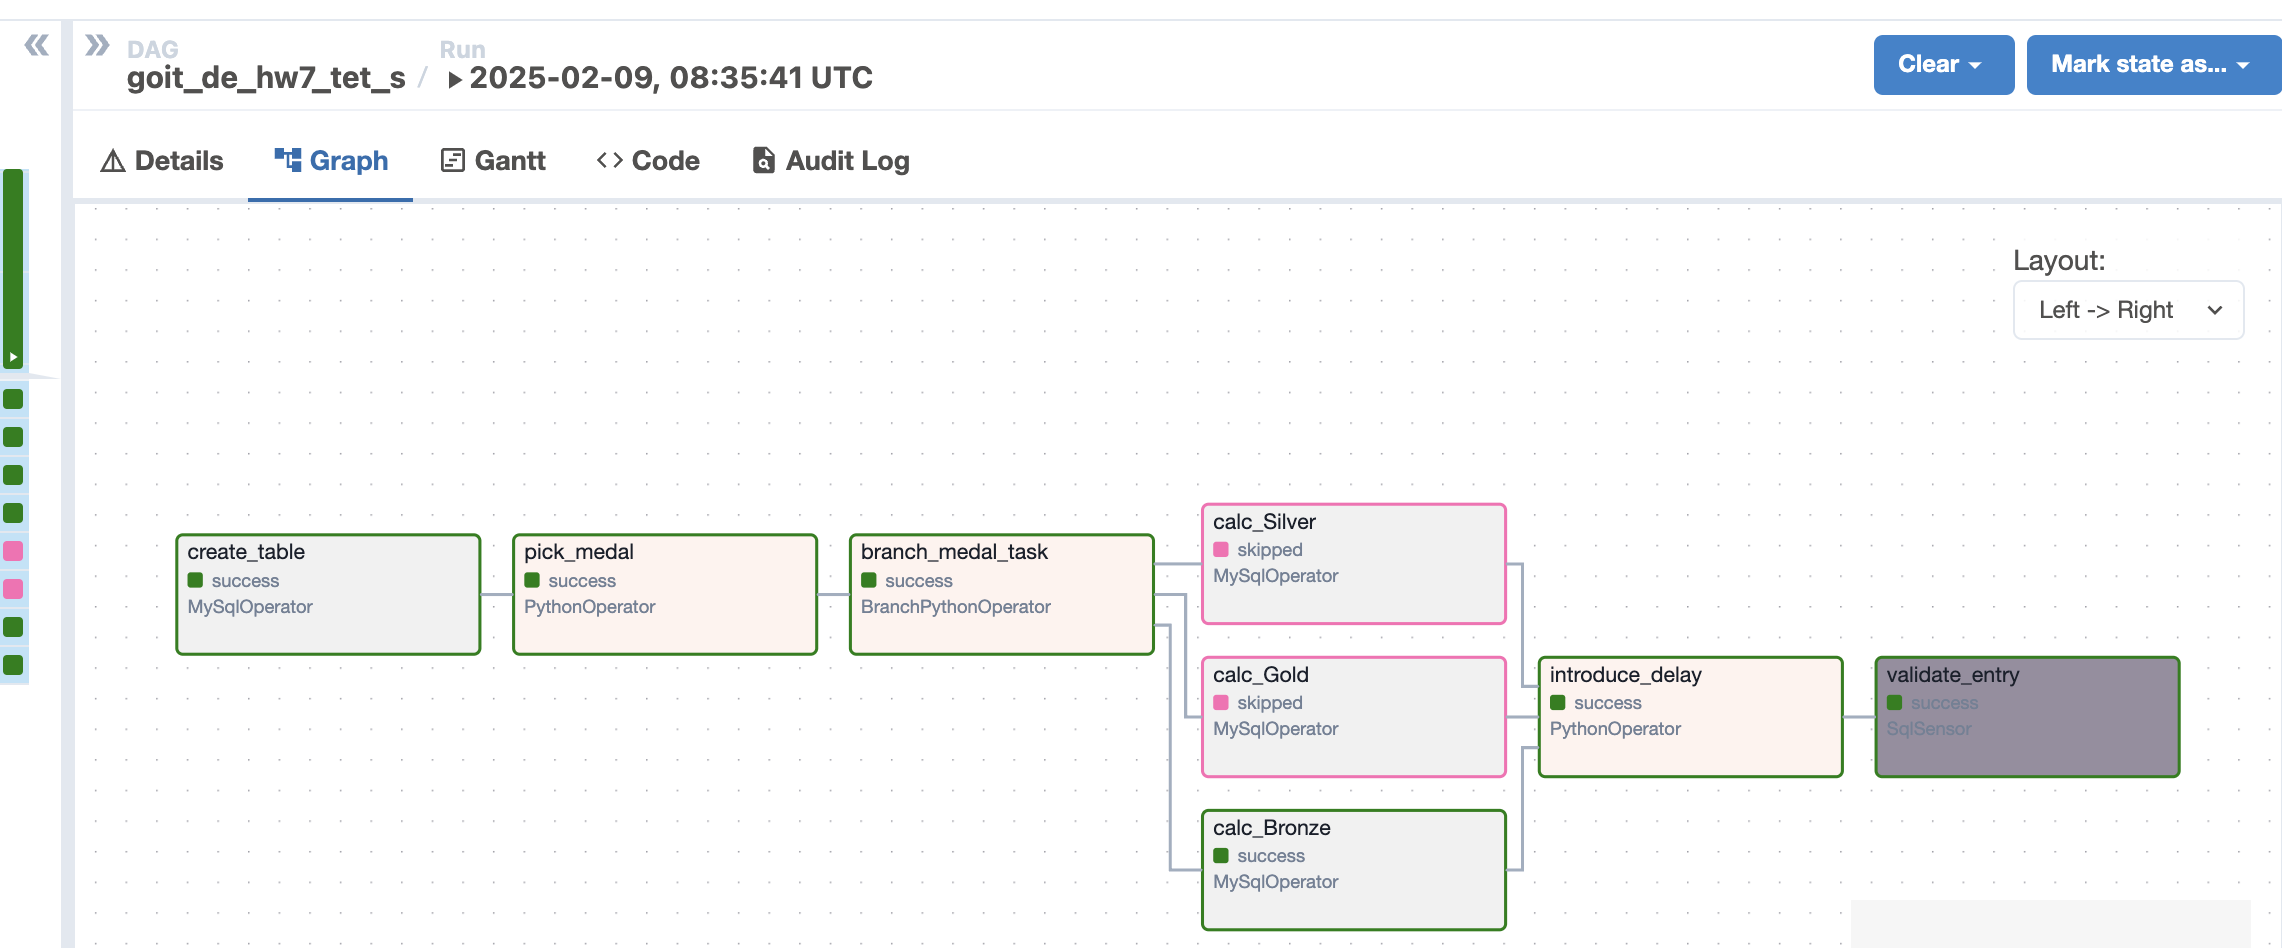 DAG
Run
goit_de_hw7_tet_s / 2025-02-09, 08:35:41 UTC
Clear
Mark state as...
Details
Graph
Gantt
Code
Audit Log
Layout:
Left -> Right
create_table
success
MySqlOperator
pick_medal
success
PythonOperator
branch_medal_task
success
BranchPythonOperator
calc_Silver
skipped
MySqlOperator
calc_Gold
skipped
MySqlOperator
calc_Bronze
success
MySqlOperator
introduce_delay
success
PythonOperator
validate_entry
success
SqlSensor